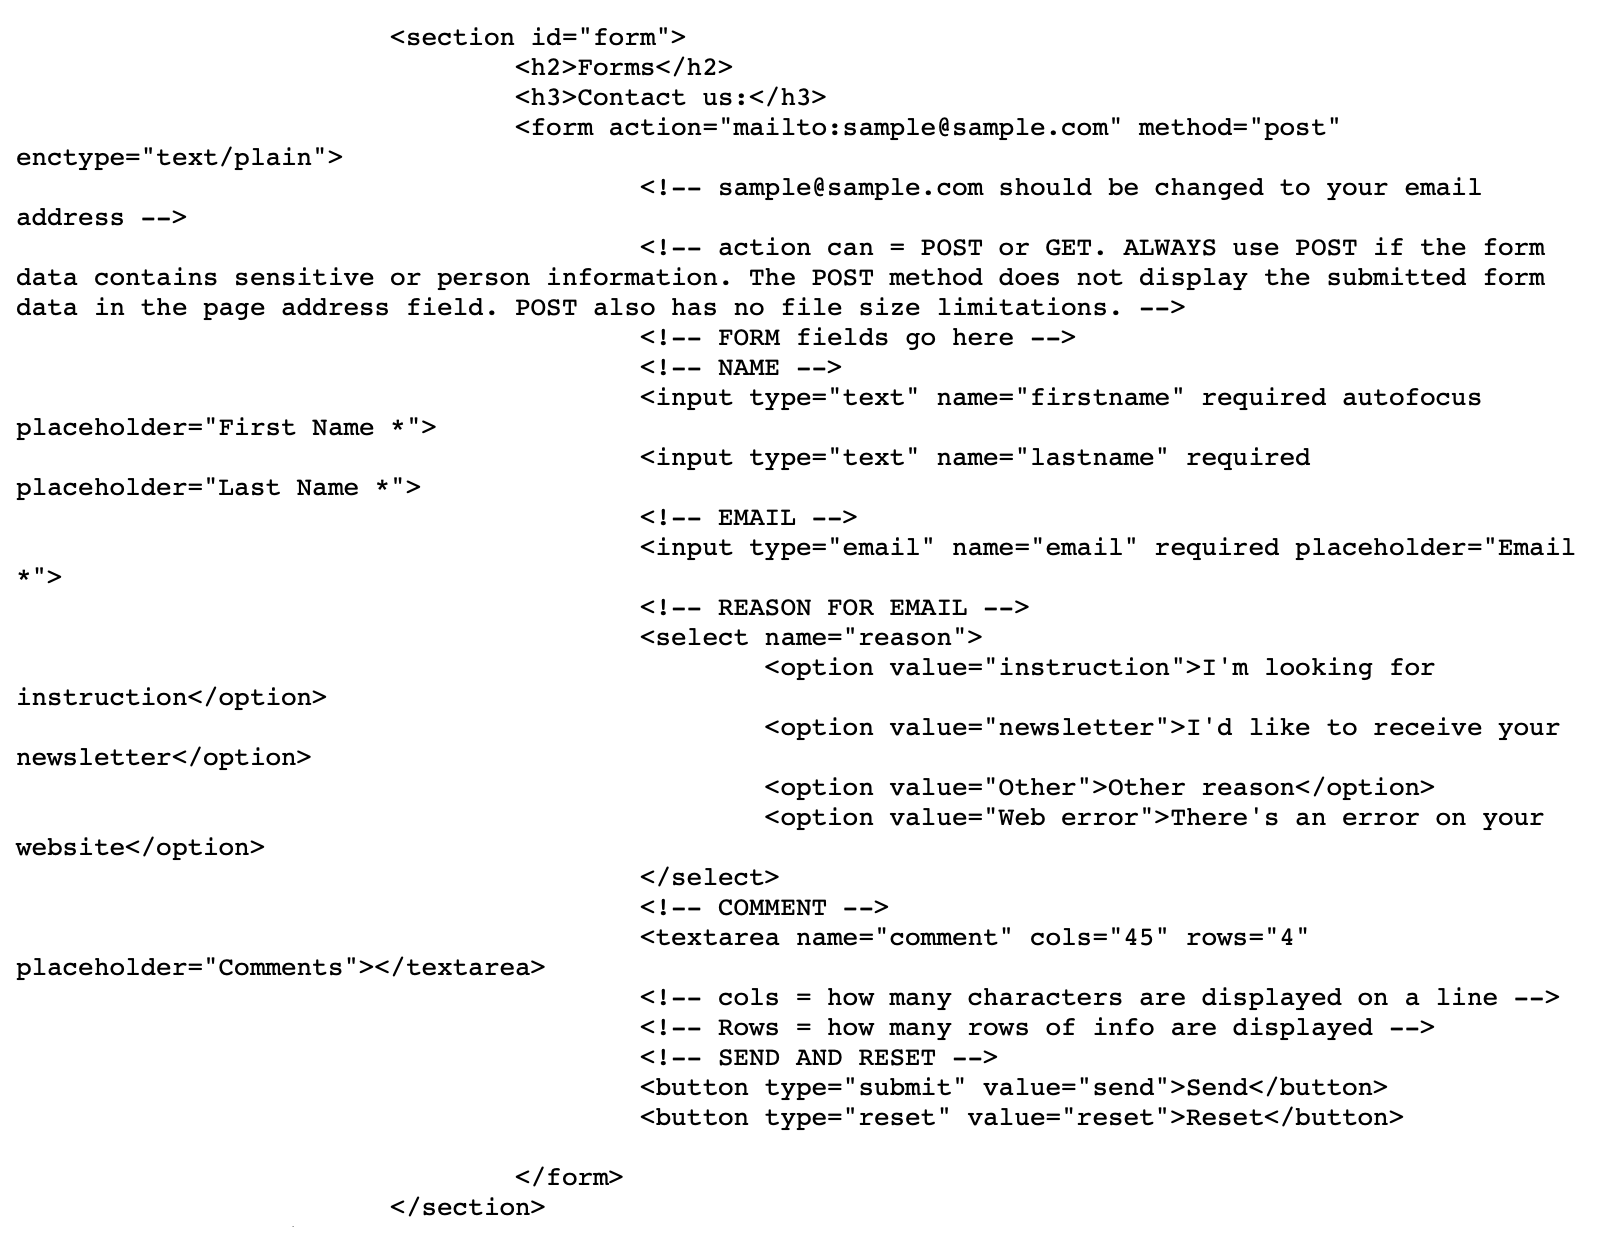 <section id="form">
<h2>Forms</h2>
<h3>Contact us:</h3>
<form action="mailto:sample@sample.com" method="post"
enctype="text/plain">
<!-- sample@sample.com should be changed to your email
address -->
<!-- action can = POST or GET. ALWAYS use POST if the form
data contains sensitive or person information. The POST method does not display the submitted form
data in the page address field. POST also has no file size limitations. -->
<!-- FORM fields go here -->
<!-- NAME -->
<input type="text" name="firstname" required autofocus
placeholder="First Name *">
<input type="text" name="lastname" required
placeholder="Last Name *">
<!-- EMAIL -->
<input type="email" name="email" required placeholder="Email
*">
<!-- REASON FOR EMAIL -->
<select name="reason">
<option value="instruction">I'm looking for
instruction</option>
<option value="newsletter">I'd like to receive your
newsletter</option>
<option value="Other">Other reason</option>
<option value="Web error">There's an error on your
website</option>
</select>
<!-- COMMENT -->
<textarea name="comment" cols="45" rows="4"
placeholder="Comments"></textarea>
<!-- cols = how many characters are displayed on a line -->
<!-- Rows = how many rows of info are displayed -->
<!-- SEND AND RESET -->
<button type="submit" value="send">Send</button>
<button type="reset" value="reset">Reset</button>
</form>
</section>